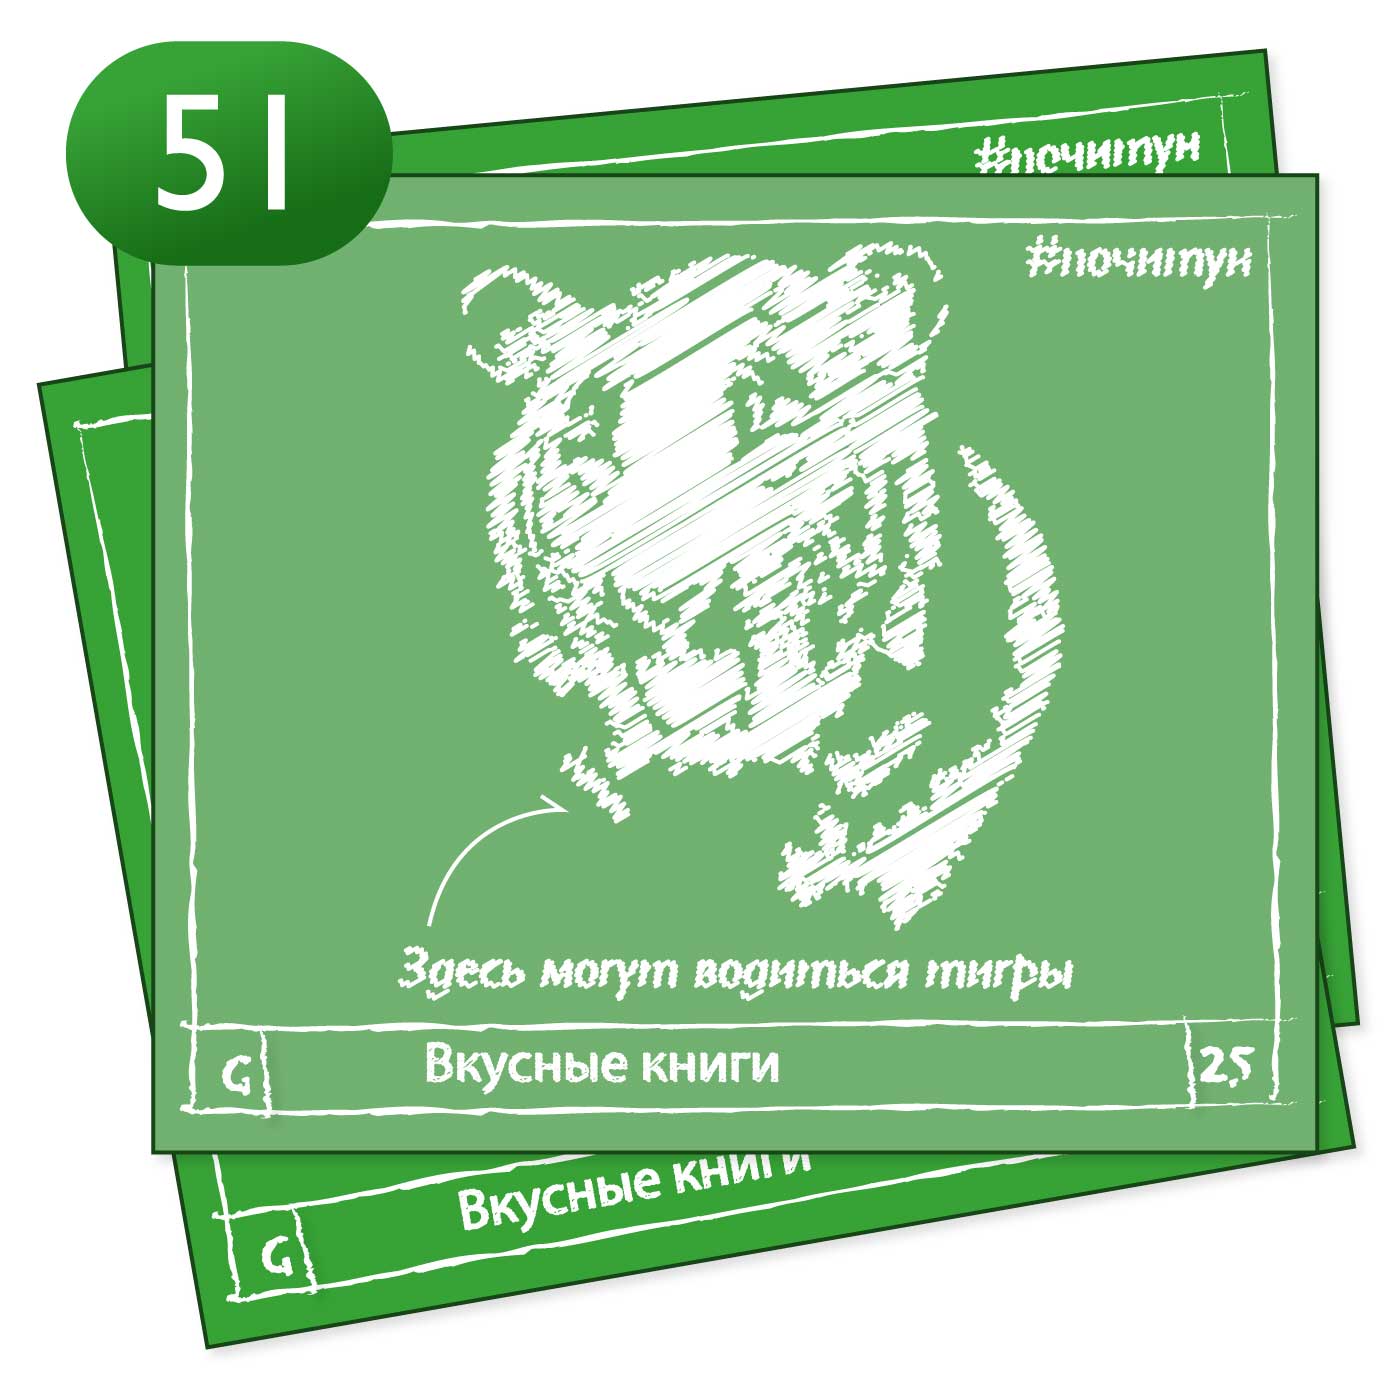 51
#почитун
#почитун
Здесь могут водиться тигры
G Вкусные книги 25
Вкусные книги
G